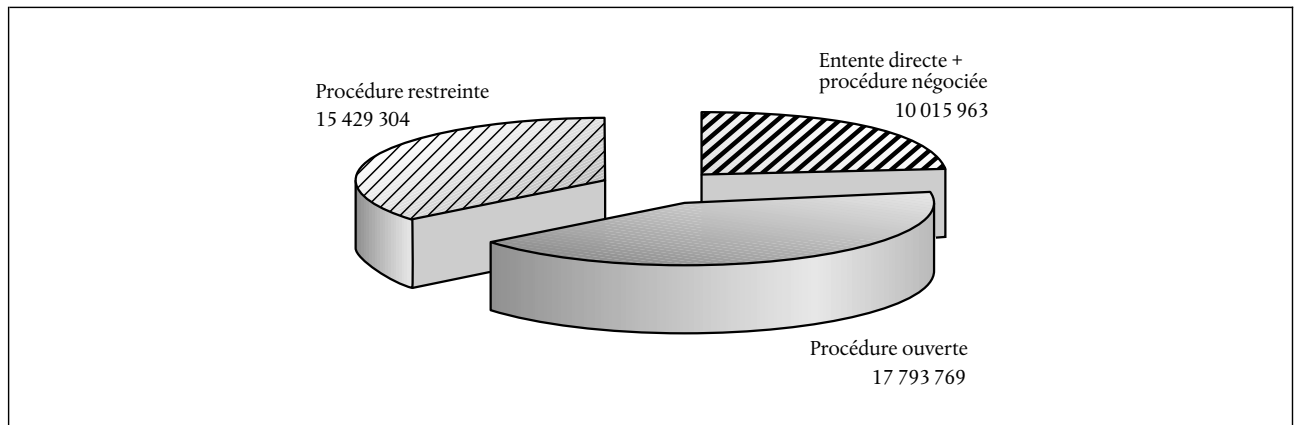 Entente directe +
procédure négociée
10 015 963
Procédure restreinte
15 429 304
Procédure ouverte
17 793 769